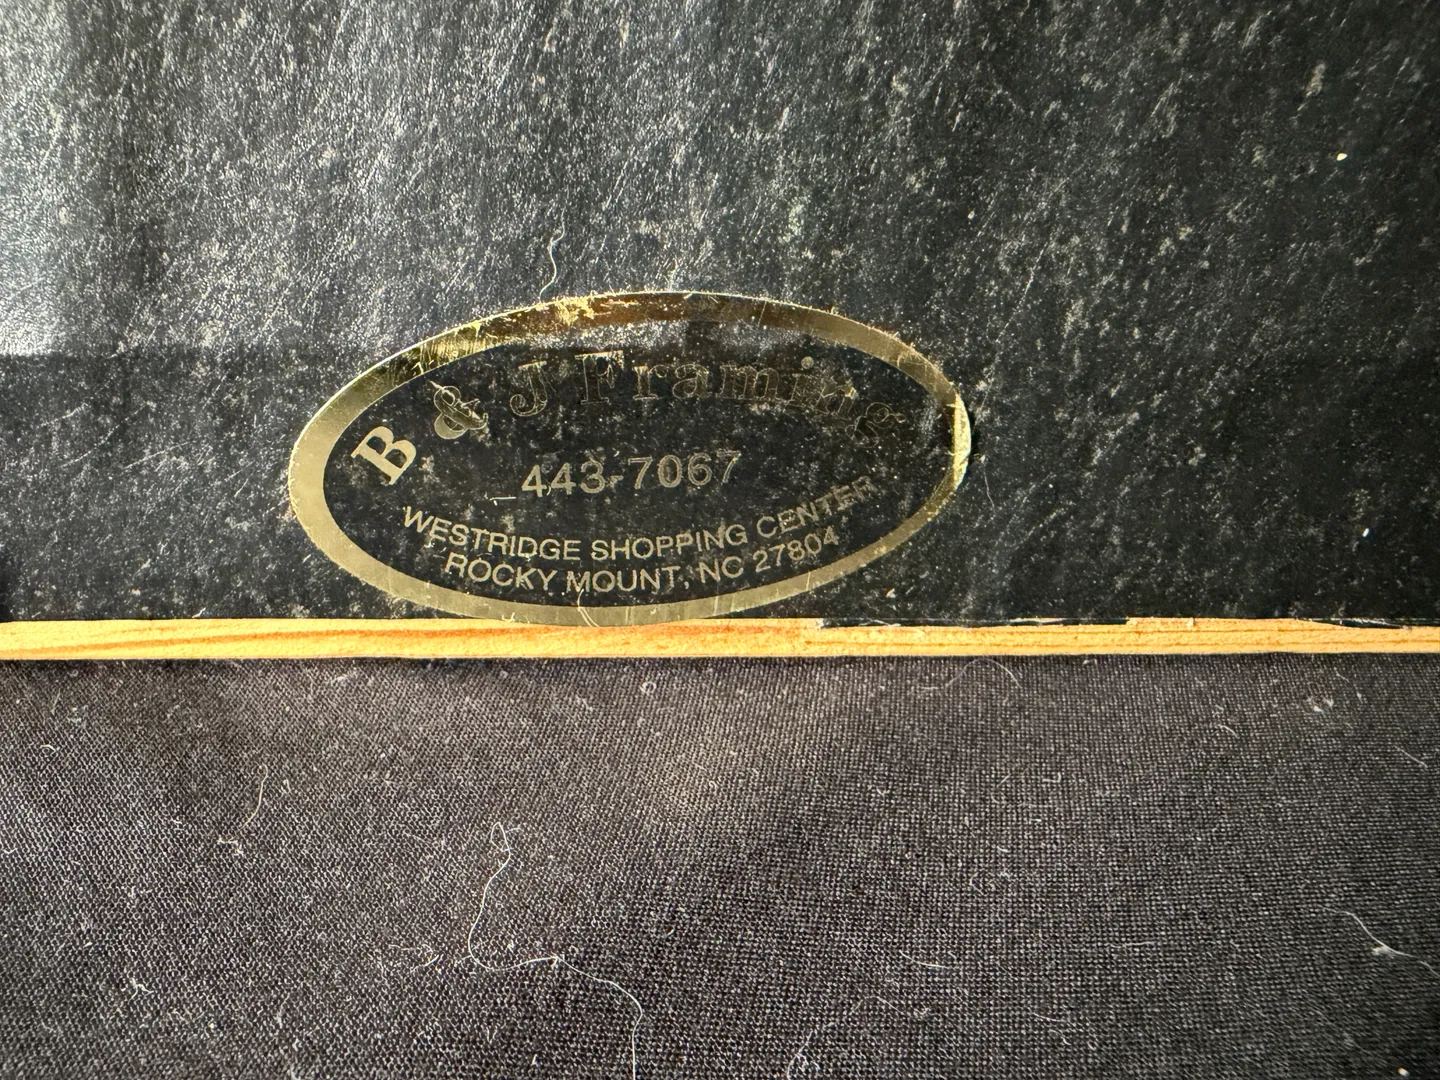 B & J Framing
443-7067
WESTRIDGE SHOPPING CENTER
ROCKY MOUNT, NC 27804